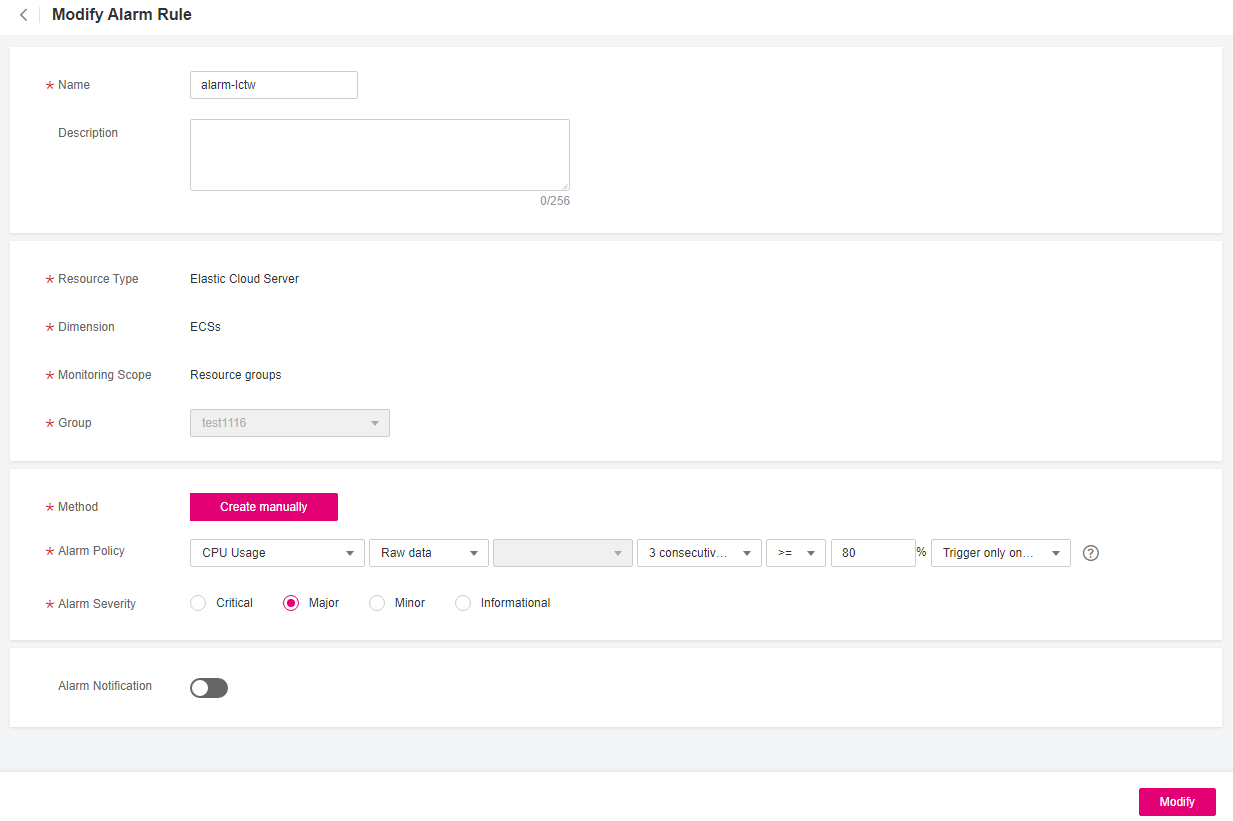 Modify Alarm Rule
* Name alarm-lctw
Description
0/256
* Resource Type Elastic Cloud Server
* Dimension ECSs
* Monitoring Scope Resource groups
* Group test1116
* Method Create manually
* Alarm Policy CPU Usage Raw data 3 consecutiv... >= 80 % Trigger only on... ?
* Alarm Severity Critical Major Minor Informational
Alarm Notification
Modify